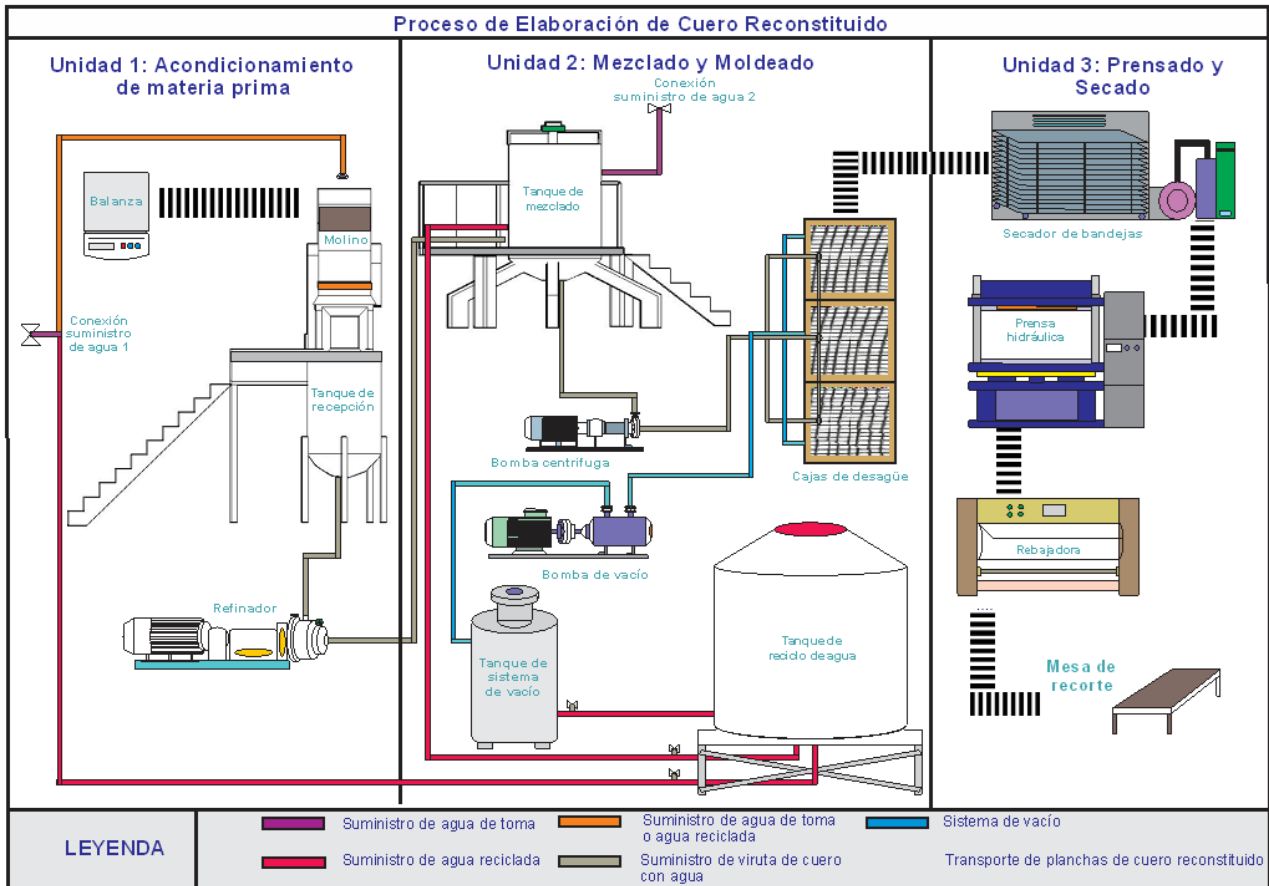 Proceso de Elaboración de Cuero Reconstituido
Unidad 1: Acondicionamiento
de materia prima
Balanza
Molino
Conexión
suministro
de agua 1
Tanque de
recepción
Refinador
Unidad 2: Mezclado y Moldeado
Conexión
suministro de agua 2
Tanque de
mezclado
Bomba centrifuga
Cajas de desagüe
Bomba de vacío
Tanque de
sistema
de vacío
Tanque de
reciclo de agua
Unidad 3: Prensado y
Secado
Secador de bandejas
Prensa
hidráulica
Rebajadora
Mesa de
recorte
LEYENDA
Suministro de agua de toma
Suministro de agua reciclada
Suministro de agua de toma
o agua reciclada
Suministro de viruta de cuero
con agua
Sistema de vacío
Transporte de planchas de cuero reconstituido